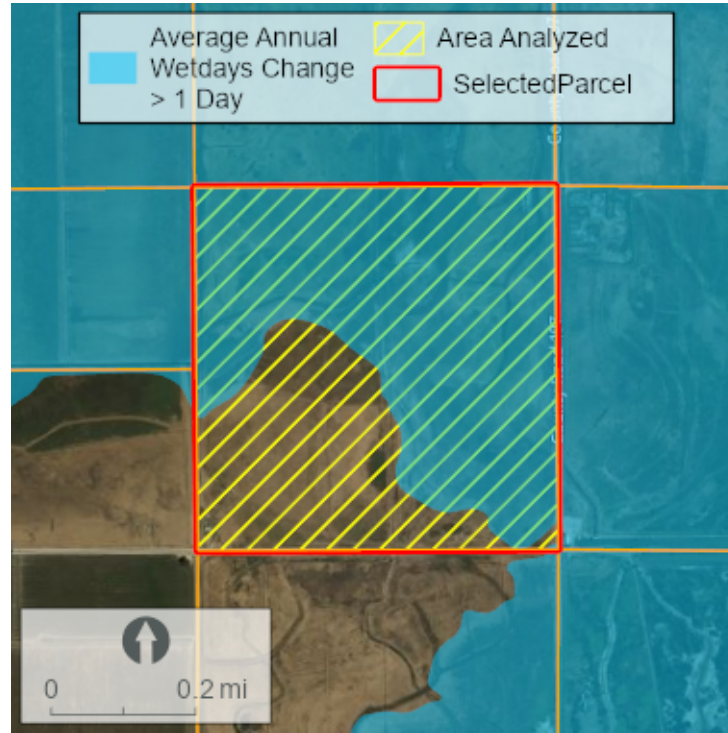 Average Annual
Wetdays Change
> 1 Day
Area Analyzed
SelectedParcel
0
0.2 mi